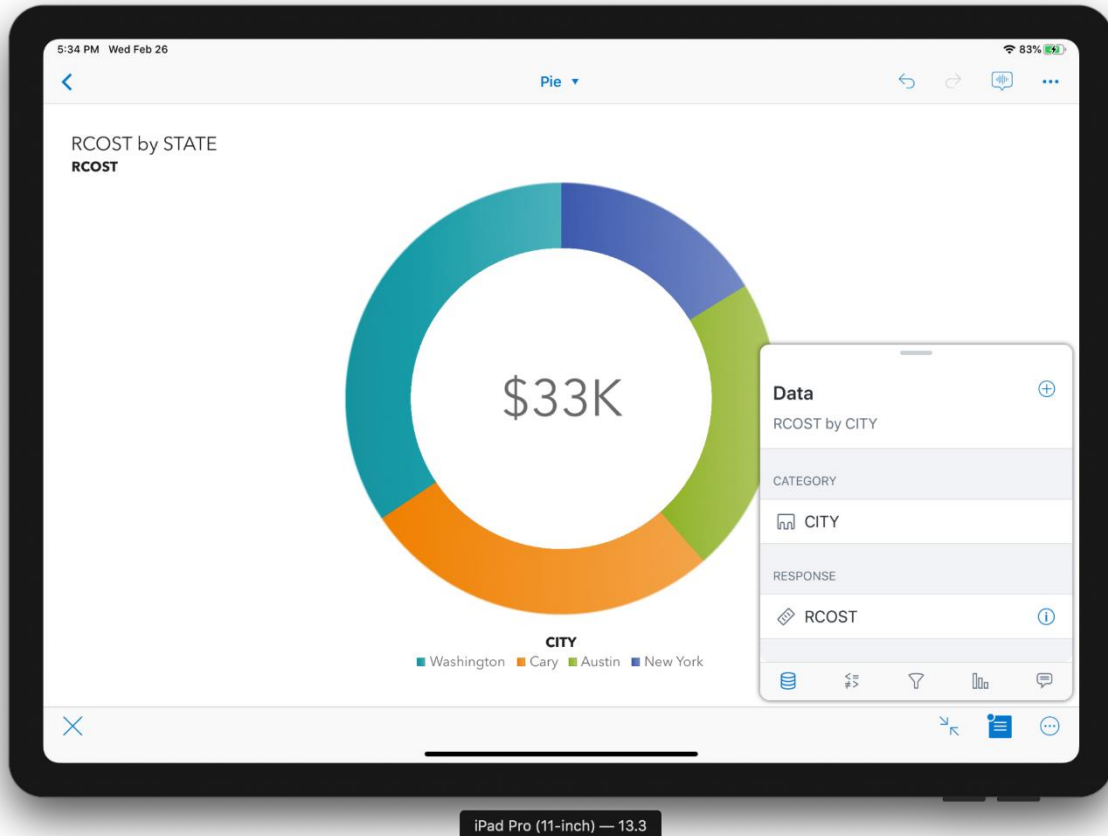 5:34 PM Wed Feb 26
83%
Pie
RCOST by STATE
RCOST
$33K
CITY
Washington Cary Austin New York
Data
RCOST by CITY
CATEGORY
CITY
RESPONSE
RCOST
iPad Pro (11-inch) — 13.3